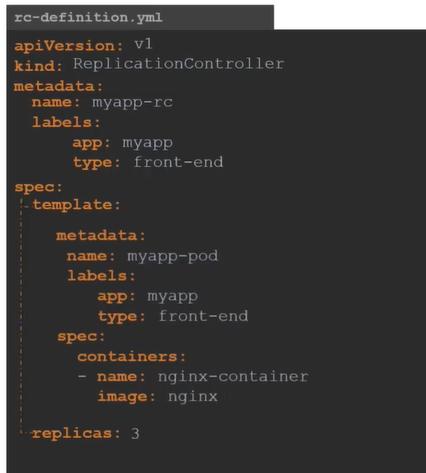 rc-definition.yml
apiVersion: v1
kind: ReplicationController
metadata:
  name: myapp-rc
  labels:
      app: myapp
      type: front-end
spec:
  template:
    metadata:
      name: myapp-pod
      labels:
         app: myapp
         type: front-end
    spec:
      containers:
      - name: nginx-container
        image: nginx
  replicas: 3